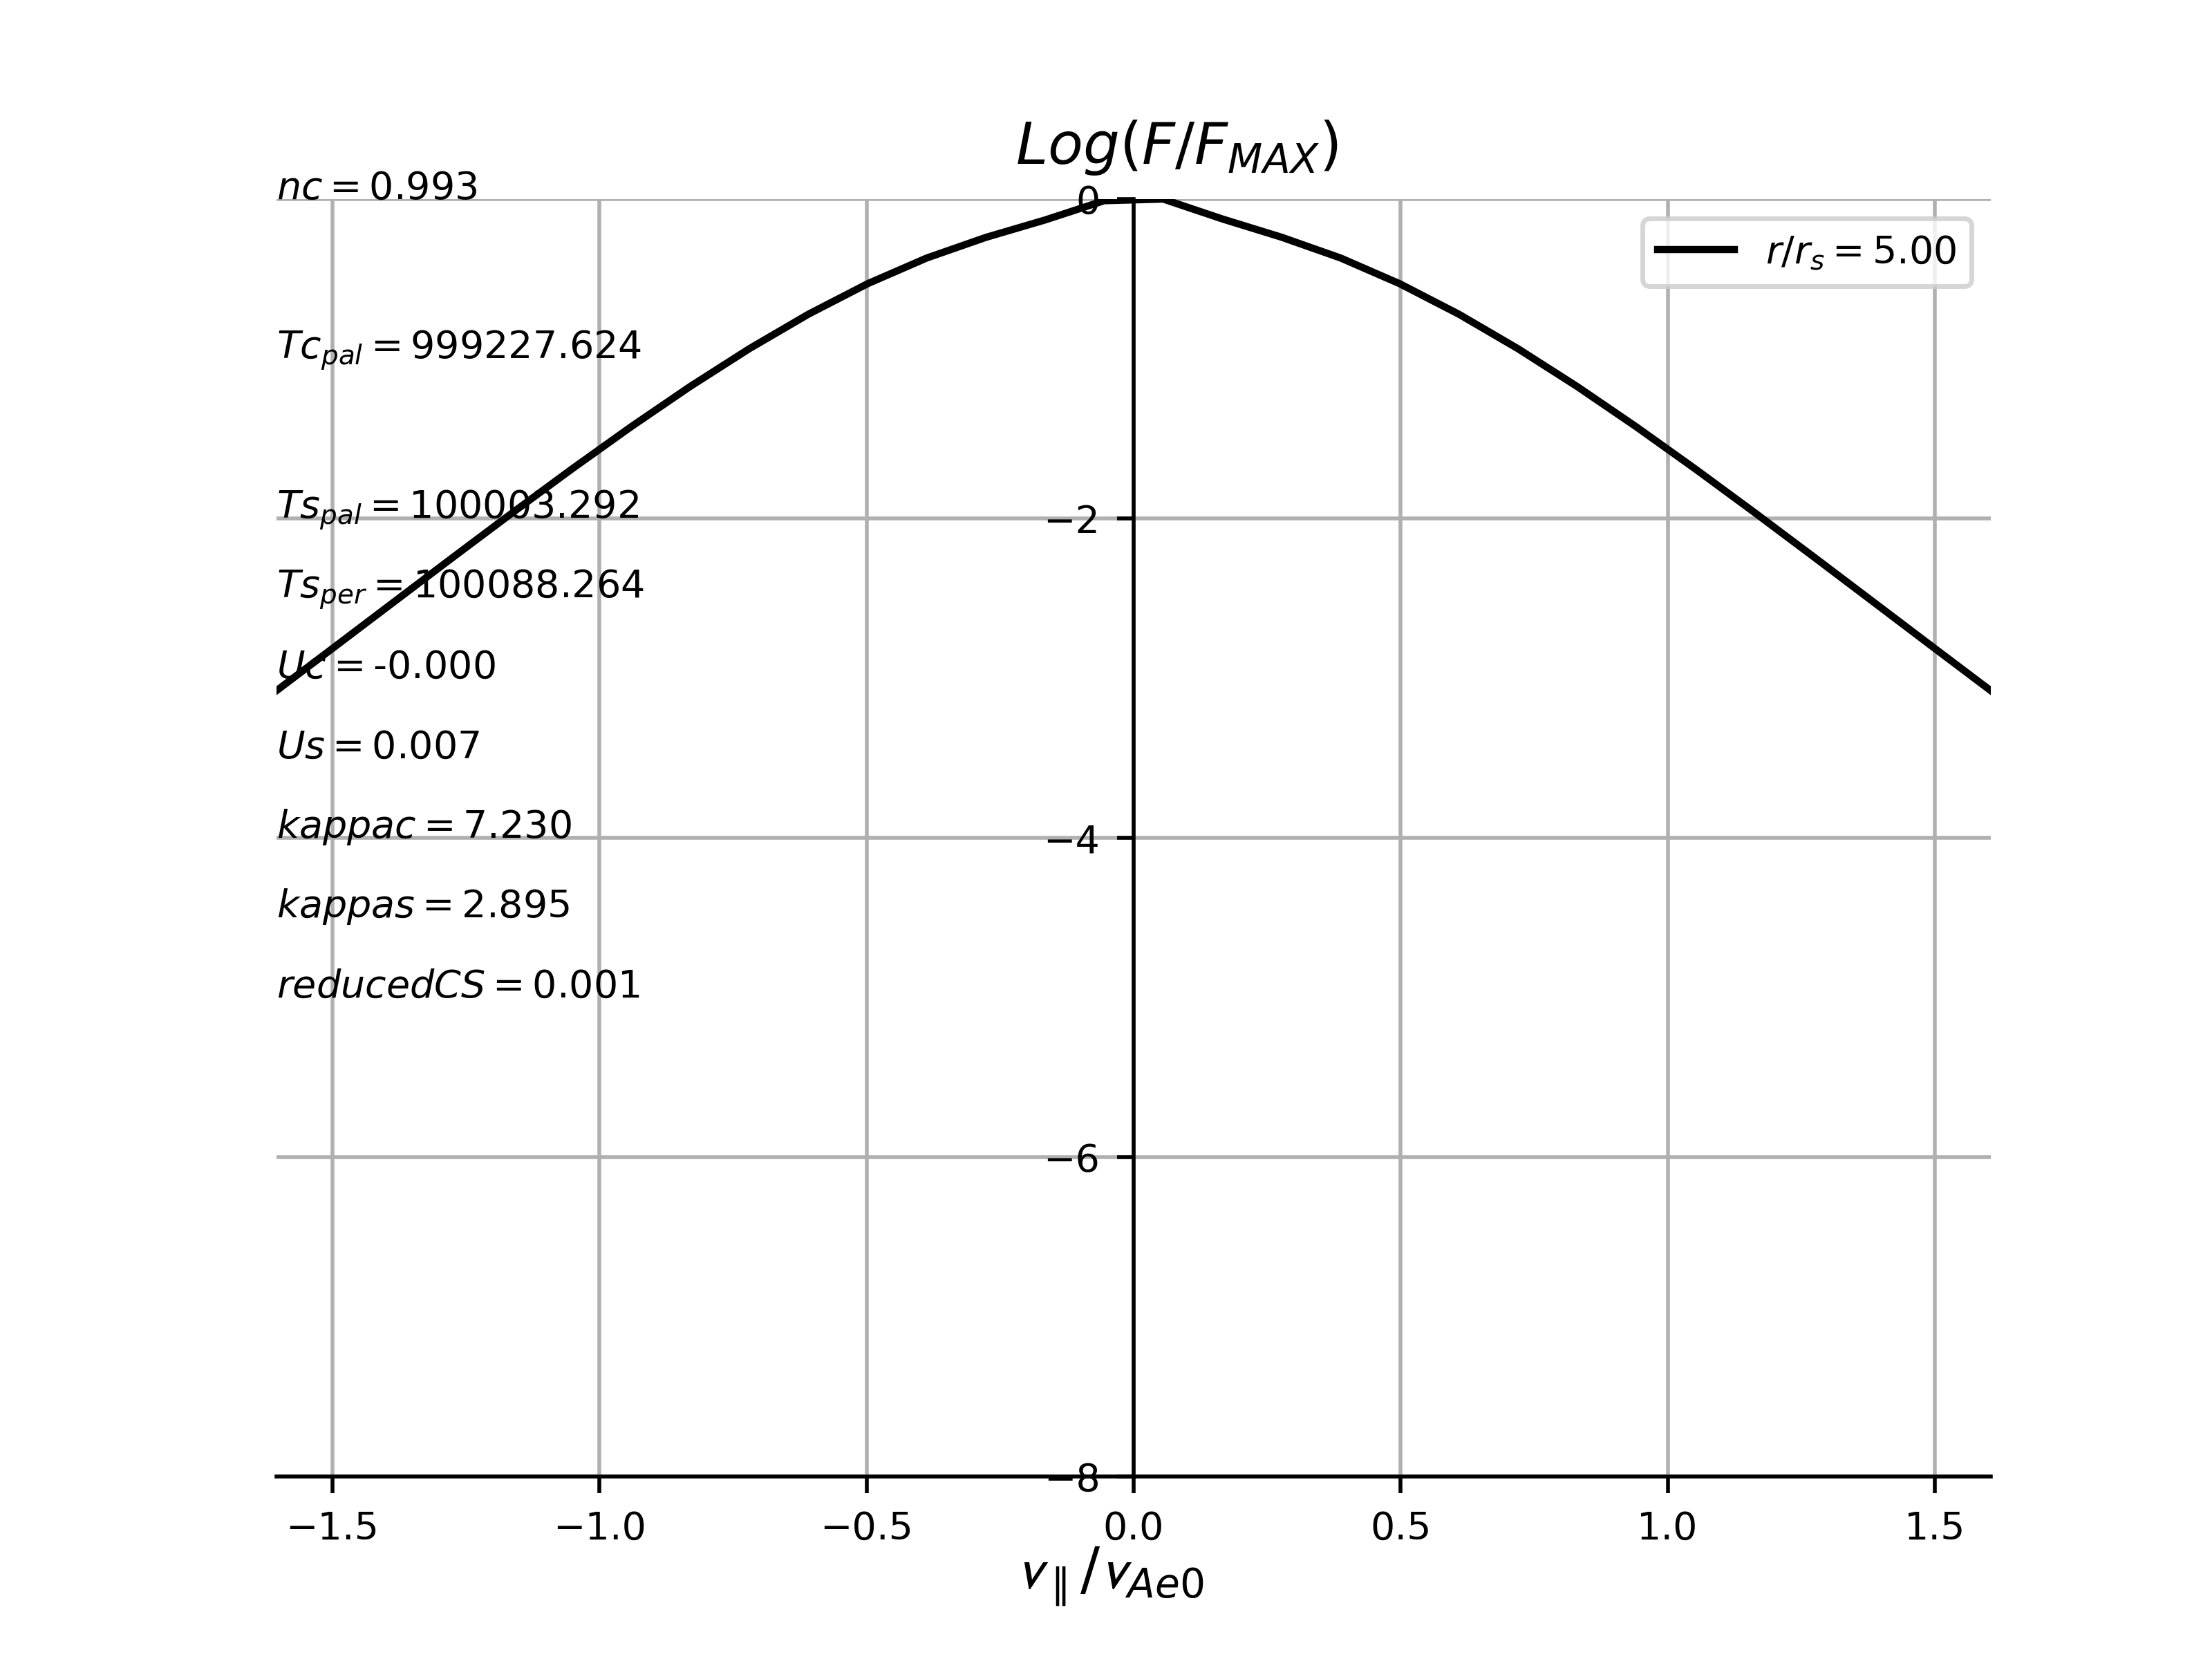 Log(F/F_MAX)
nc = 0.993
0
r/r_s = 5.00
Tc_pal = 999227.624
Ts_pal = 100003.292
−2
Ts_per = 100088.264
Uc = -0.000
Us = 0.007
kappac = 7.230
−4
kappas = 2.895
reducedCS = 0.001
−6
−8
−1.5 −1.0 −0.5 0.0 0.5 1.0 1.5
v_∥/v_Ae0